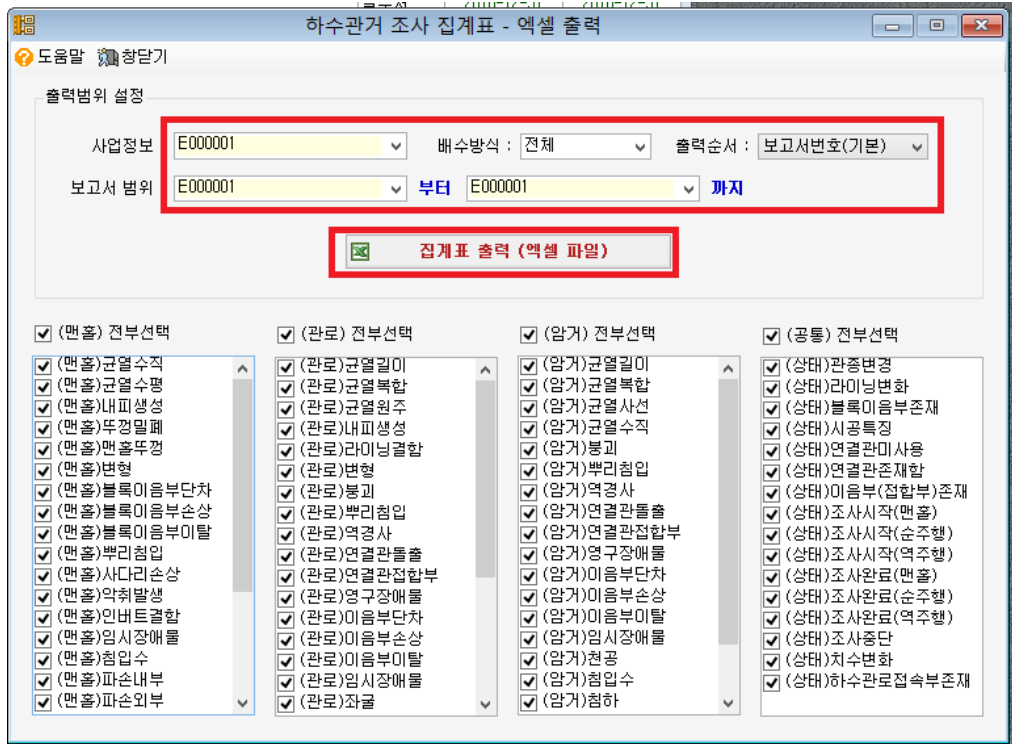 하수관거 조사 집계표 - 엑셀 출력
도움말 창닫기
출력범위 설정
사업정보 E000001 배수방식 : 전체 출력순서 : 보고서번호(기본)
보고서 범위 E000001 부터 E000001 까지
집계표 출력 (엑셀 파일)
(맨홀) 전부선택
(맨홀)균열수직
(맨홀)균열수평
(맨홀)내피생성
(맨홀)뚜껑밀폐
(맨홀)맨홀뚜껑
(맨홀)변형
(맨홀)블록이음부단차
(맨홀)블록이음부손상
(맨홀)블록이음부이탈
(맨홀)뿌리침입
(맨홀)사다리손상
(맨홀)악취발생
(맨홀)인버트결함
(맨홀)임시장애물
(맨홀)침입수
(맨홀)파손내부
(맨홀)파손외부
(관로) 전부선택
(관로)균열길이
(관로)균열복합
(관로)균열원주
(관로)내피생성
(관로)라이닝결함
(관로)변형
(관로)붕괴
(관로)뿌리침입
(관로)역경사
(관로)연결관돌출
(관로)연결관접합부
(관로)영구장애물
(관로)이음부단차
(관로)이음부손상
(관로)이음부이탈
(관로)임시장애물
(관로)좌굴
(암거) 전부선택
(암거)균열길이
(암거)균열복합
(암거)균열사선
(암거)균열수직
(암거)붕괴
(암거)뿌리침입
(암거)역경사
(암거)연결관돌출
(암거)연결관접합부
(암거)영구장애물
(암거)이음부단차
(암거)이음부손상
(암거)이음부이탈
(암거)임시장애물
(암거)천공
(암거)침입수
(암거)침하
(공통) 전부선택
(상태)관종변경
(상태)라이닝변화
(상태)블록이음부존재
(상태)시공특징
(상태)연결관미사용
(상태)연결관존재함
(상태)이음부(접합부)존재
(상태)조사시작(맨홀)
(상태)조사시작(순주행)
(상태)조사시작(역주행)
(상태)조사완료(맨홀)
(상태)조사완료(순주행)
(상태)조사완료(역주행)
(상태)조사중단
(상태)치수변화
(상태)하수관로접속부존재